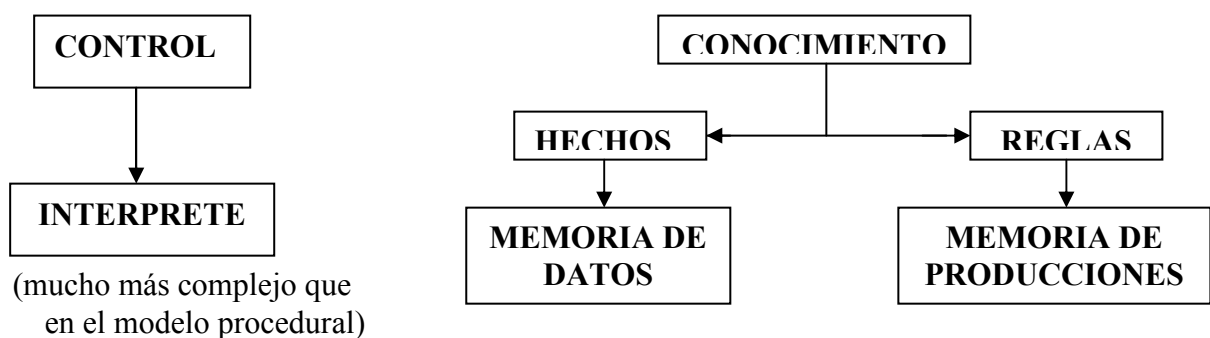 CONTROL
INTERPRETE
(mucho más complejo que
en el modelo procedural)
CONOCIMIENTO
HECHOS
REGLAS
MEMORIA DE
DATOS
MEMORIA DE
PRODUCCIONES